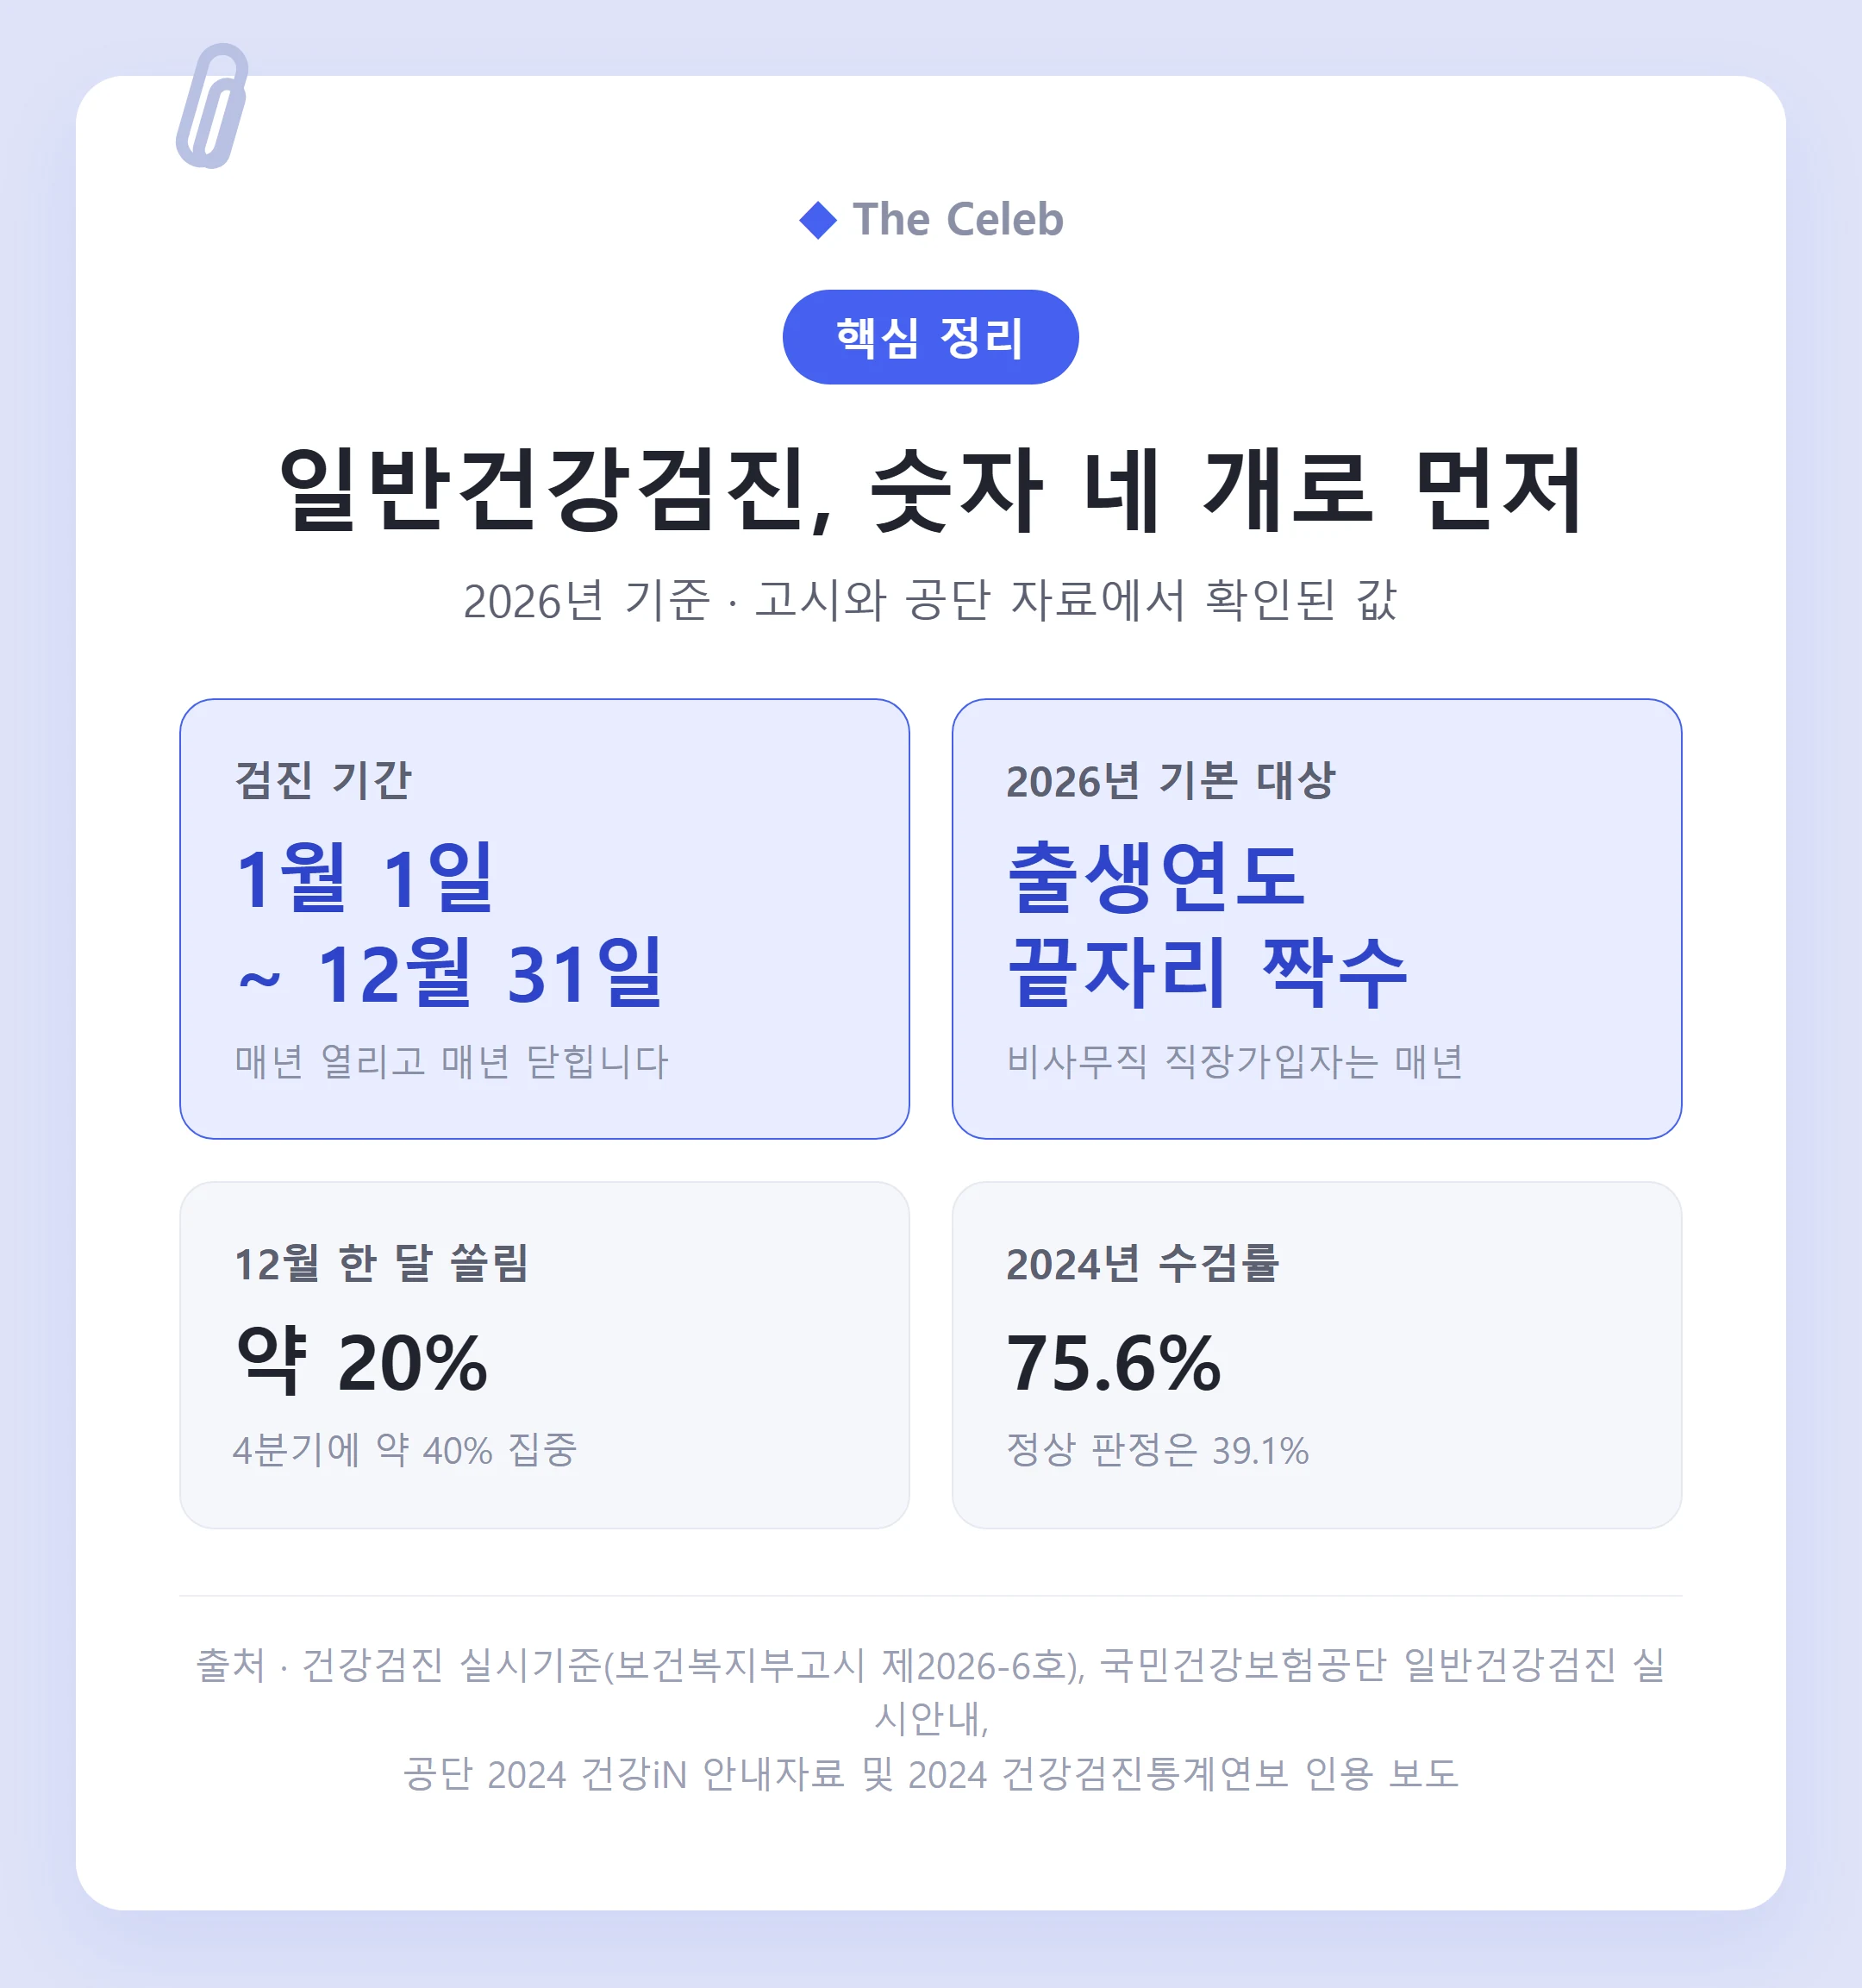 The Celeb
핵심 정리
일반건강검진, 숫자 네 개로 먼저
2026년 기준 · 고시와 공단 자료에서 확인된 값
검진 기간
1월 1일
~ 12월 31일
매년 열리고 매년 닫힙니다
2026년 기본 대상
출생연도
끝자리 짝수
비사무직 직장가입자는 매년
12월 한 달 쏠림
약 20%
4분기에 약 40% 집중
2024년 수검률
75.6%
정상 판정은 39.1%
출처 · 건강검진 실시기준(보건복지부고시 제2026-6호), 국민건강보험공단 일반건강검진 실
시안내,
공단 2024 건강iN 안내자료 및 2024 건강검진통계연보 인용 보도